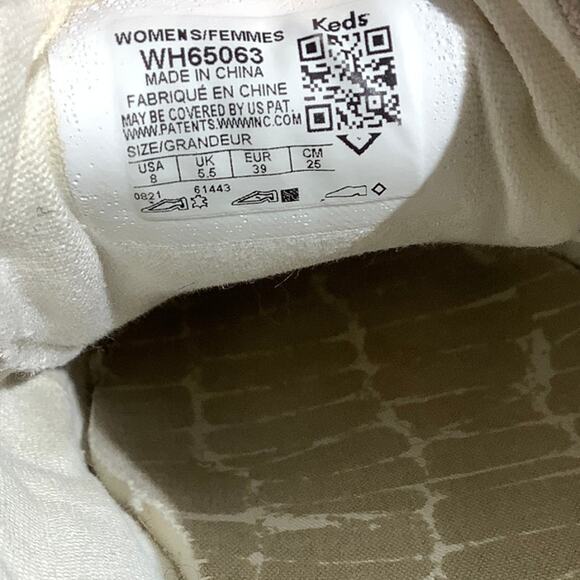 Keds
WOMENS/FEMMES
WH65063
MADE IN CHINA
FABRIQUÉ EN CHINE
MAY BE COVERED BY US PAT.
WWW.PATENTS.WWWINC.COM
SIZE/GRANDEUR
USA UK EUR CM
8 5.5 39 25
0821 61443